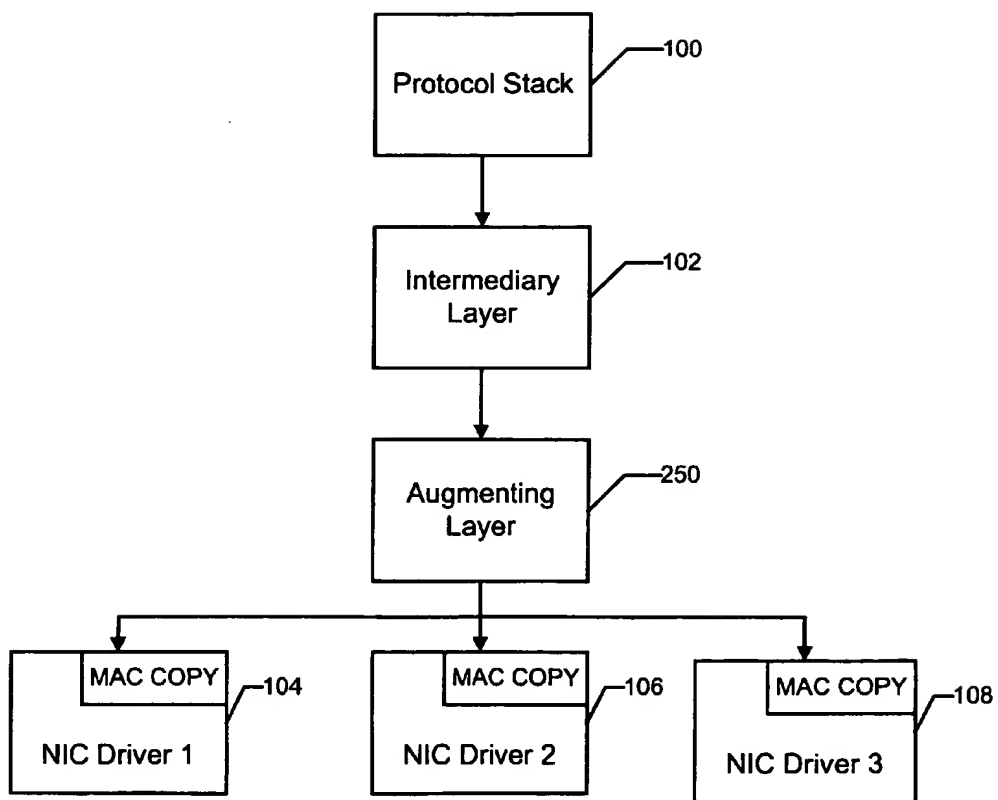 Protocol Stack
100
Intermediary
Layer
102
Augmenting
Layer
250
MAC COPY
104
NIC Driver 1
MAC COPY
106
NIC Driver 2
MAC COPY
108
NIC Driver 3